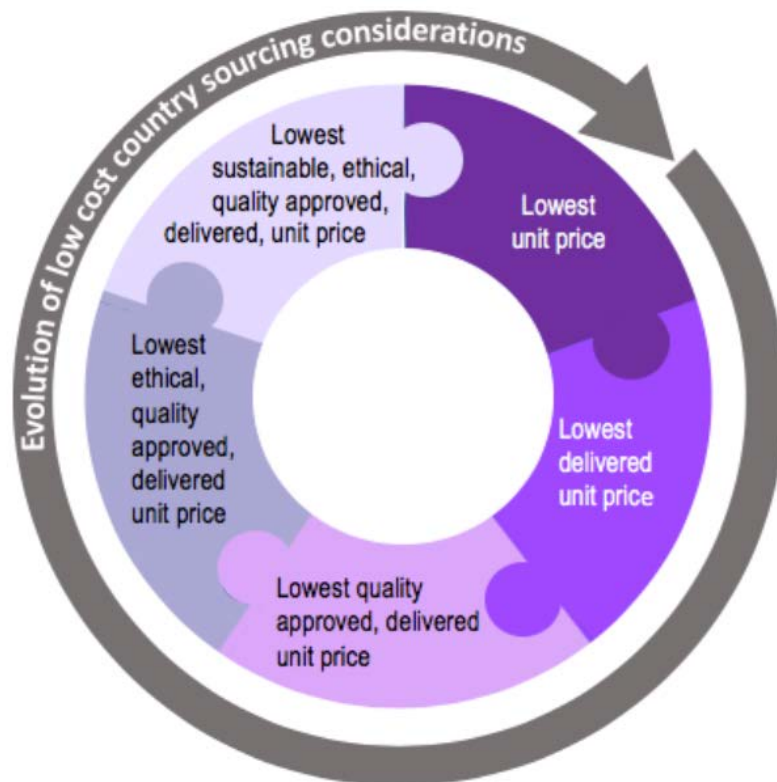 Evolution of low cost country sourcing considerations
Lowest
unit price
Lowest
delivered
unit price
Lowest quality
approved, delivered
unit price
Lowest
ethical,
quality
approved,
delivered
unit price
Lowest
sustainable, ethical,
quality approved,
delivered, unit price